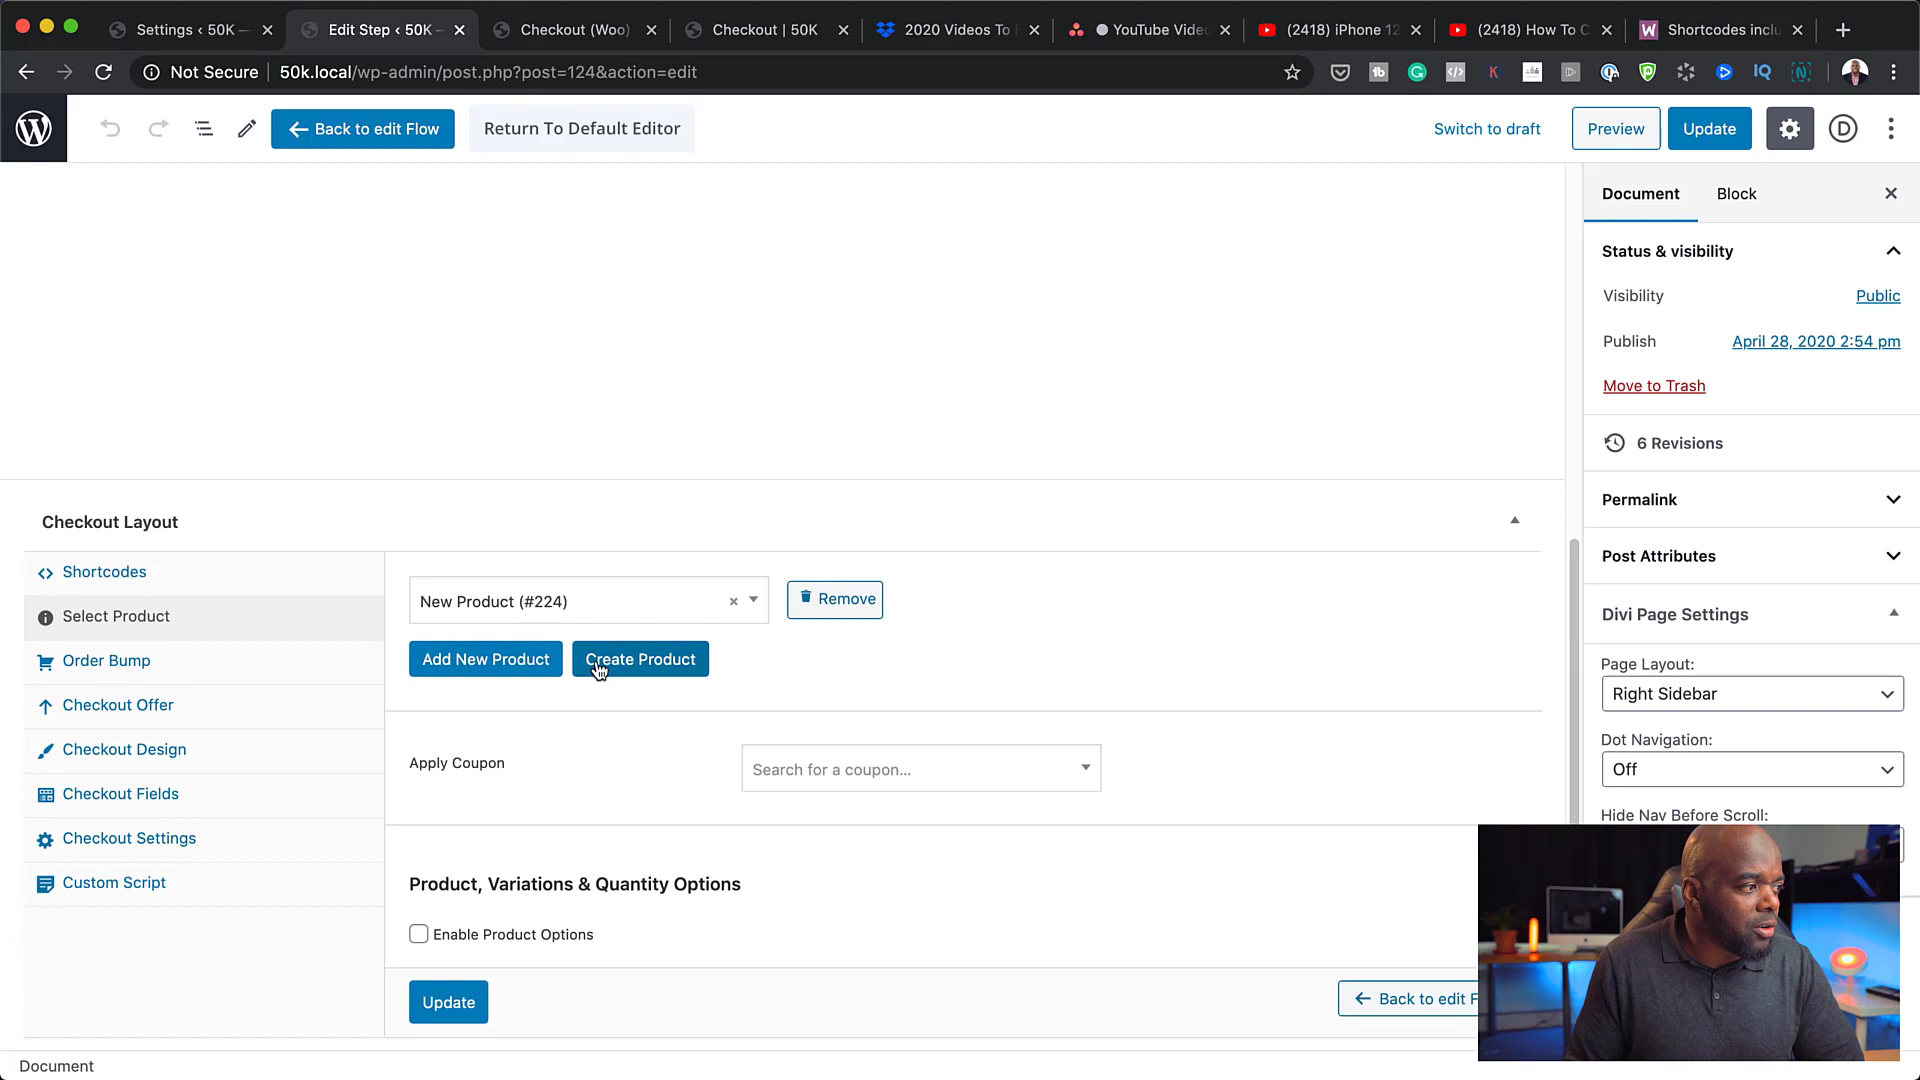 Settings ‹ 50K –
Edit Step ‹ 50K –
Checkout (Woo)
Checkout | 50K
2020 Videos To
YouTube Vide
(2418) iPhone 12
(2418) How To C
Shortcodes inclu
Not Secure
50k.local/wp-admin/post.php?post=124&action=edit
Back to edit Flow
Return To Default Editor
Switch to draft
Preview
Update
Document
Block
Status & visibility
Visibility
Public
Publish
April 28, 2020 2:54 pm
Move to Trash
6 Revisions
Permalink
Post Attributes
Divi Page Settings
Page Layout:
Right Sidebar
Dot Navigation:
Off
Hide Nav Before Scroll:
Checkout Layout
Shortcodes
Select Product
Order Bump
Checkout Offer
Checkout Design
Checkout Fields
Checkout Settings
Custom Script
New Product (#224)
Remove
Add New Product
Create Product
Apply Coupon
Search for a coupon...
Product, Variations & Quantity Options
Enable Product Options
Update
Back to edit F
Document